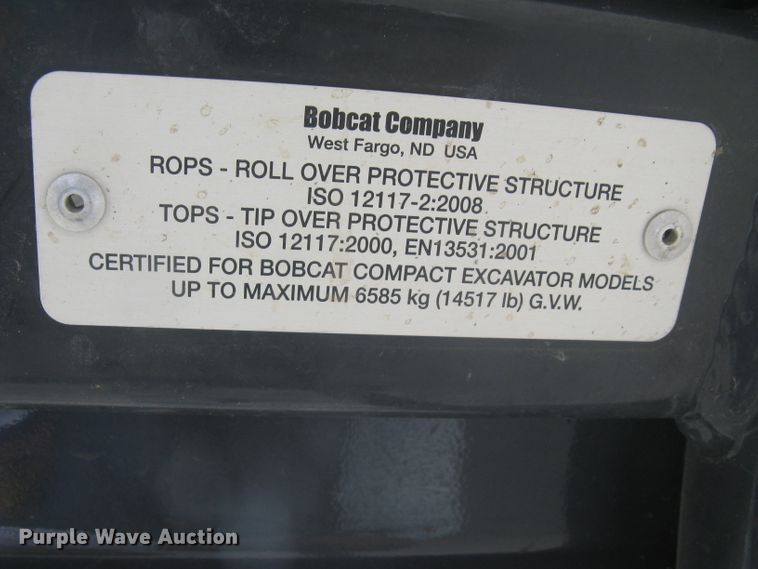 Bobcat Company
West Fargo, ND USA
ROPS - ROLL OVER PROTECTIVE STRUCTURE
ISO 12117-2:2008
TOPS - TIP OVER PROTECTIVE STRUCTURE
ISO 12117:2000, EN13531:2001
CERTIFIED FOR BOBCAT COMPACT EXCAVATOR MODELS
UP TO MAXIMUM 6585 kg (14517 lb) G.V.W.
Purple Wave Auction